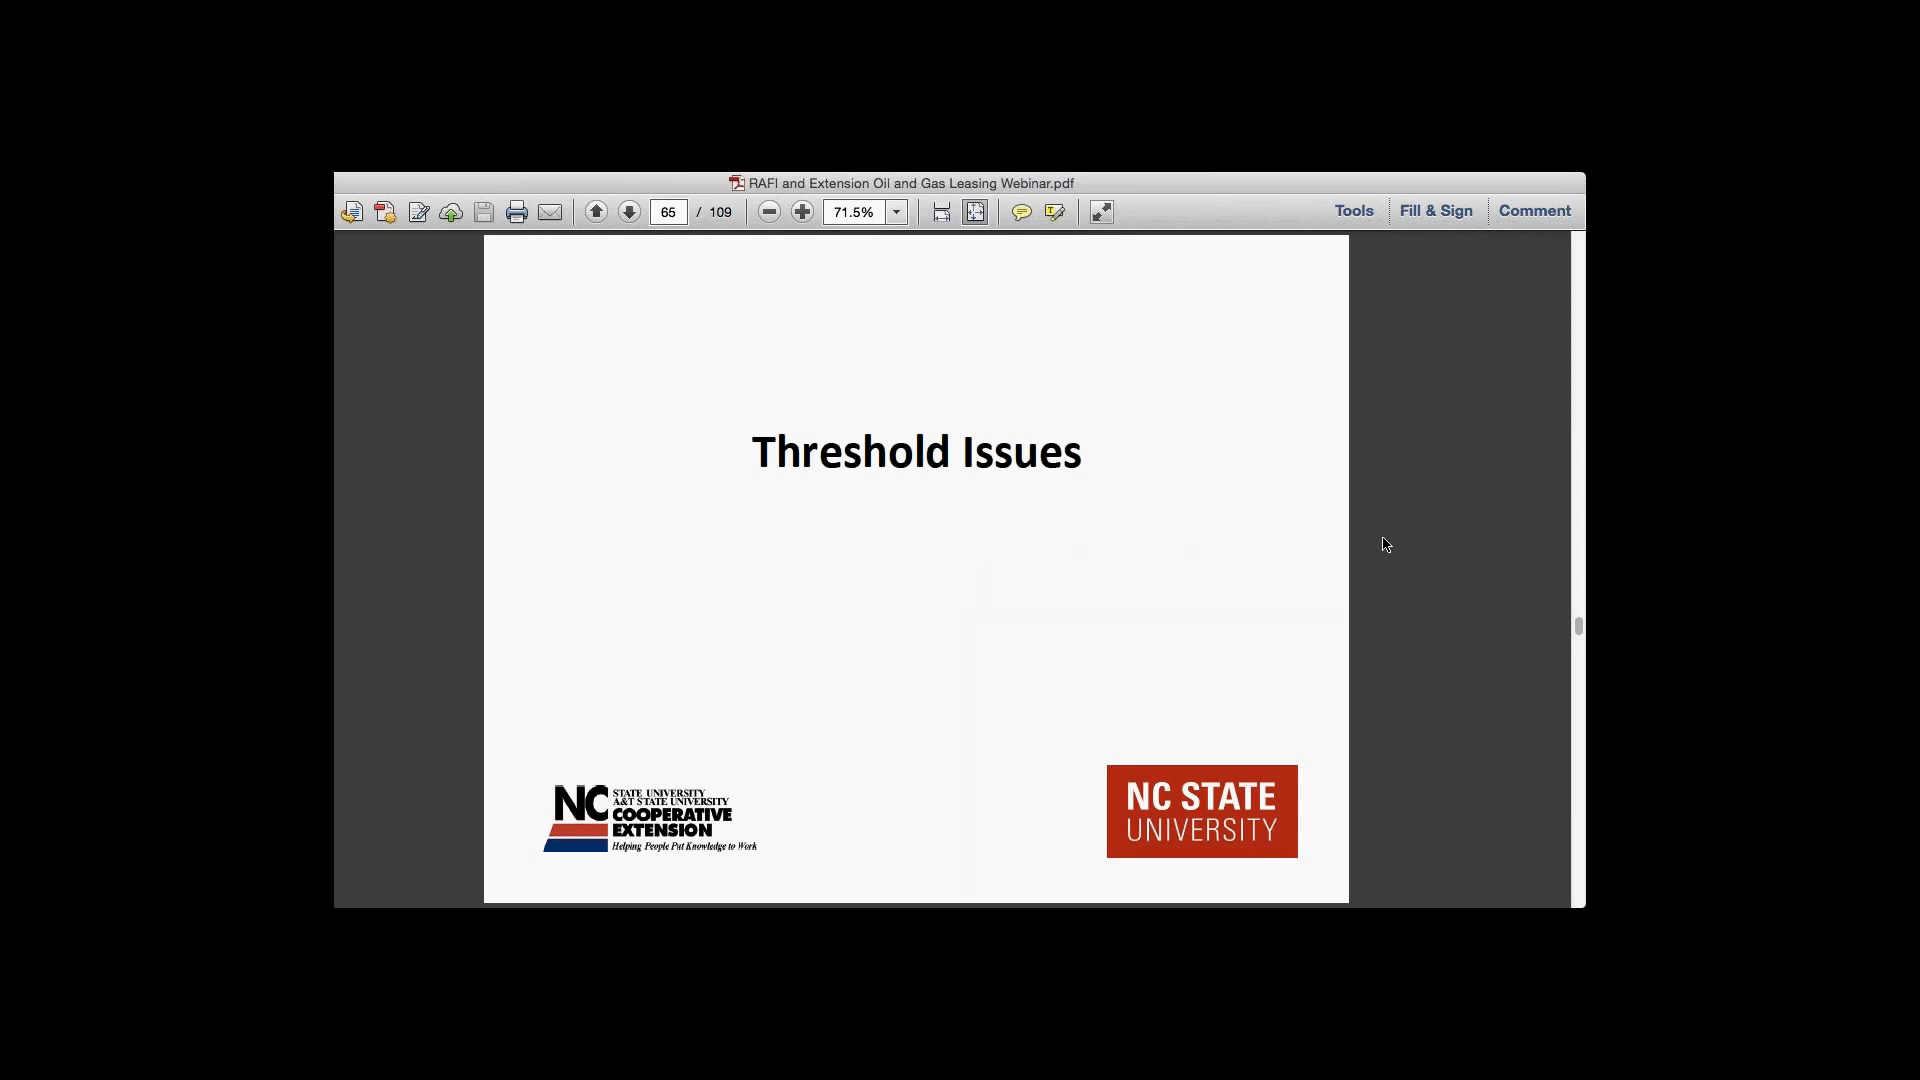 RAFI and Extension Oil and Gas Leasing Webinar.pdf
65 / 109 71.5% Tools Fill & Sign Comment
Threshold Issues
NC STATE UNIVERSITY
A&T STATE UNIVERSITY
COOPERATIVE
EXTENSION
Helping People Put Knowledge to Work
NC STATE
UNIVERSITY